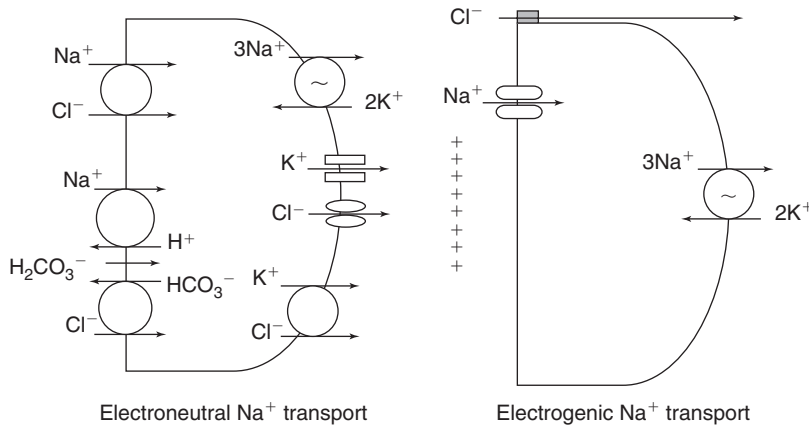 Na⁺
Cl⁻
Na⁺
H⁺
H₂CO₃⁻
HCO₃⁻
Cl⁻
3Na⁺
~
2K⁺
K⁺
Cl⁻
K⁺
Cl⁻
Electroneutral Na⁺ transport
Cl⁻
Na⁺
+
+
+
+
+
+
+
+
3Na⁺
~
2K⁺
Electrogenic Na⁺ transport